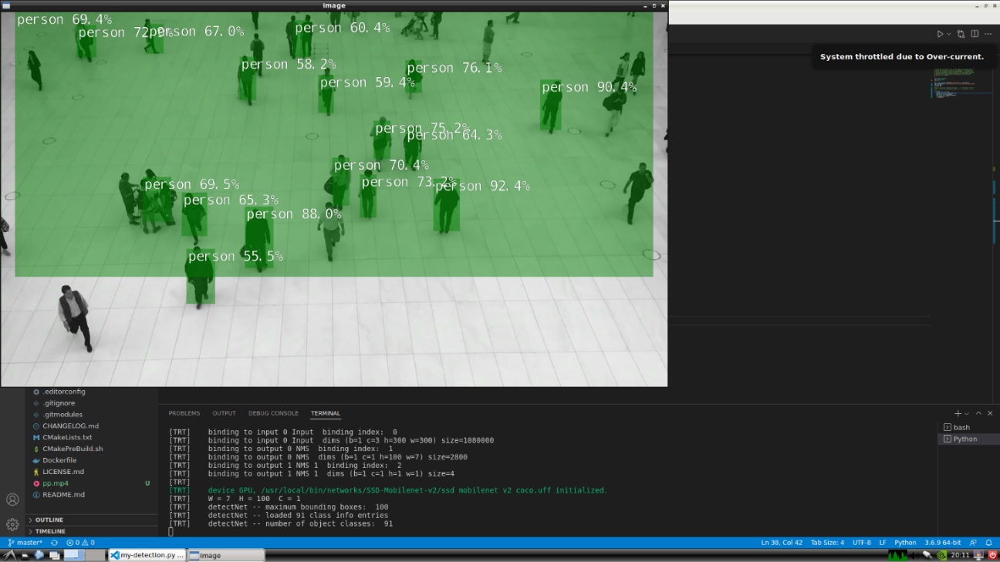 image
person 69.4%
person 72.9%
person 67.0%
person 60.4%
person 58.2%
person 76.1%
person 59.4%
person 90.4%
person 75.2%
person 64.3%
person 70.4%
person 73.2%
person 92.4%
person 69.5%
person 65.3%
person 88.0%
person 55.5%
System throttled due to Over-current.
.editorconfig
.gitignore
.gitmodules
CHANGELOG.md
CMakeLists.txt
CMakePreBuild.sh
Dockerfile
LICENSE.md
pp.mp4 U
README.md
OUTLINE
TIMELINE
PROBLEMS OUTPUT DEBUG CONSOLE TERMINAL
bash
Python
[TRT] binding to input 0 Input binding index: 0
[TRT] binding to input 0 Input dims (b=1 c=3 h=300 w=300) size=1080000
[TRT] binding to output 0 NMS binding index: 1
[TRT] binding to output 0 NMS dims (b=1 c=1 h=100 w=7) size=2800
[TRT] binding to output 1 NMS 1 binding index: 2
[TRT] binding to output 1 NMS 1 dims (b=1 c=1 h=1 w=1) size=4
[TRT]
[TRT] device GPU, /usr/local/bin/networks/SSD-Mobilenet-v2/ssd mobilenet v2 coco.uff initialized.
[TRT] W = 7 H = 100 C = 1
[TRT] detectNet -- maximum bounding boxes: 100
[TRT] detectNet -- loaded 91 class info entries
[TRT] detectNet -- number of object classes: 91
master* 0 0 Ln 38, Col 42 Tab Size: 4 UTF-8 LF Python 3.6.9 64-bit
my-detection.py ... image 20:11